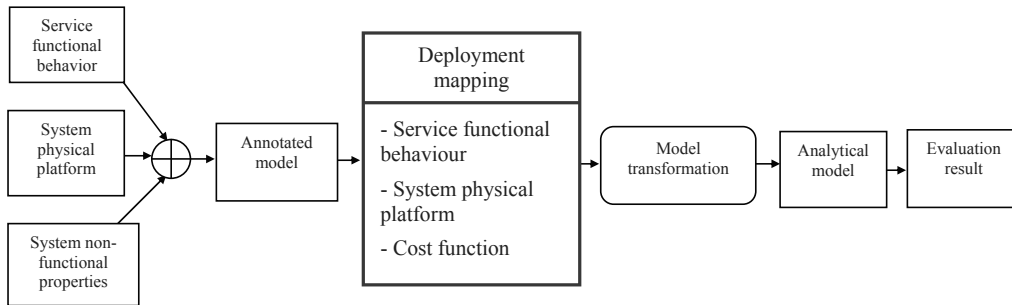 Service
functional
behavior
System
physical
platform
System non-
functional
properties
Annotated
model
Deployment
mapping
- Service functional
behaviour
- System physical
platform
- Cost function
Model
transformation
Analytical
model
Evaluation
result